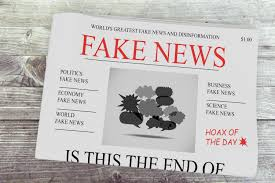 WORLD'S GREATEST FAKE NEWS AND DISINFORMATION
$1.00
FAKE NEWS
POLITICS
FAKE NEWS
ECONOMY
FAKE NEWS
WORLD
FAKE NEWS
BUSINESS
FAKE NEWS
SCIENCE
FAKE NEWS
HOAX OF
THE DAY
IS THIS THE END OF